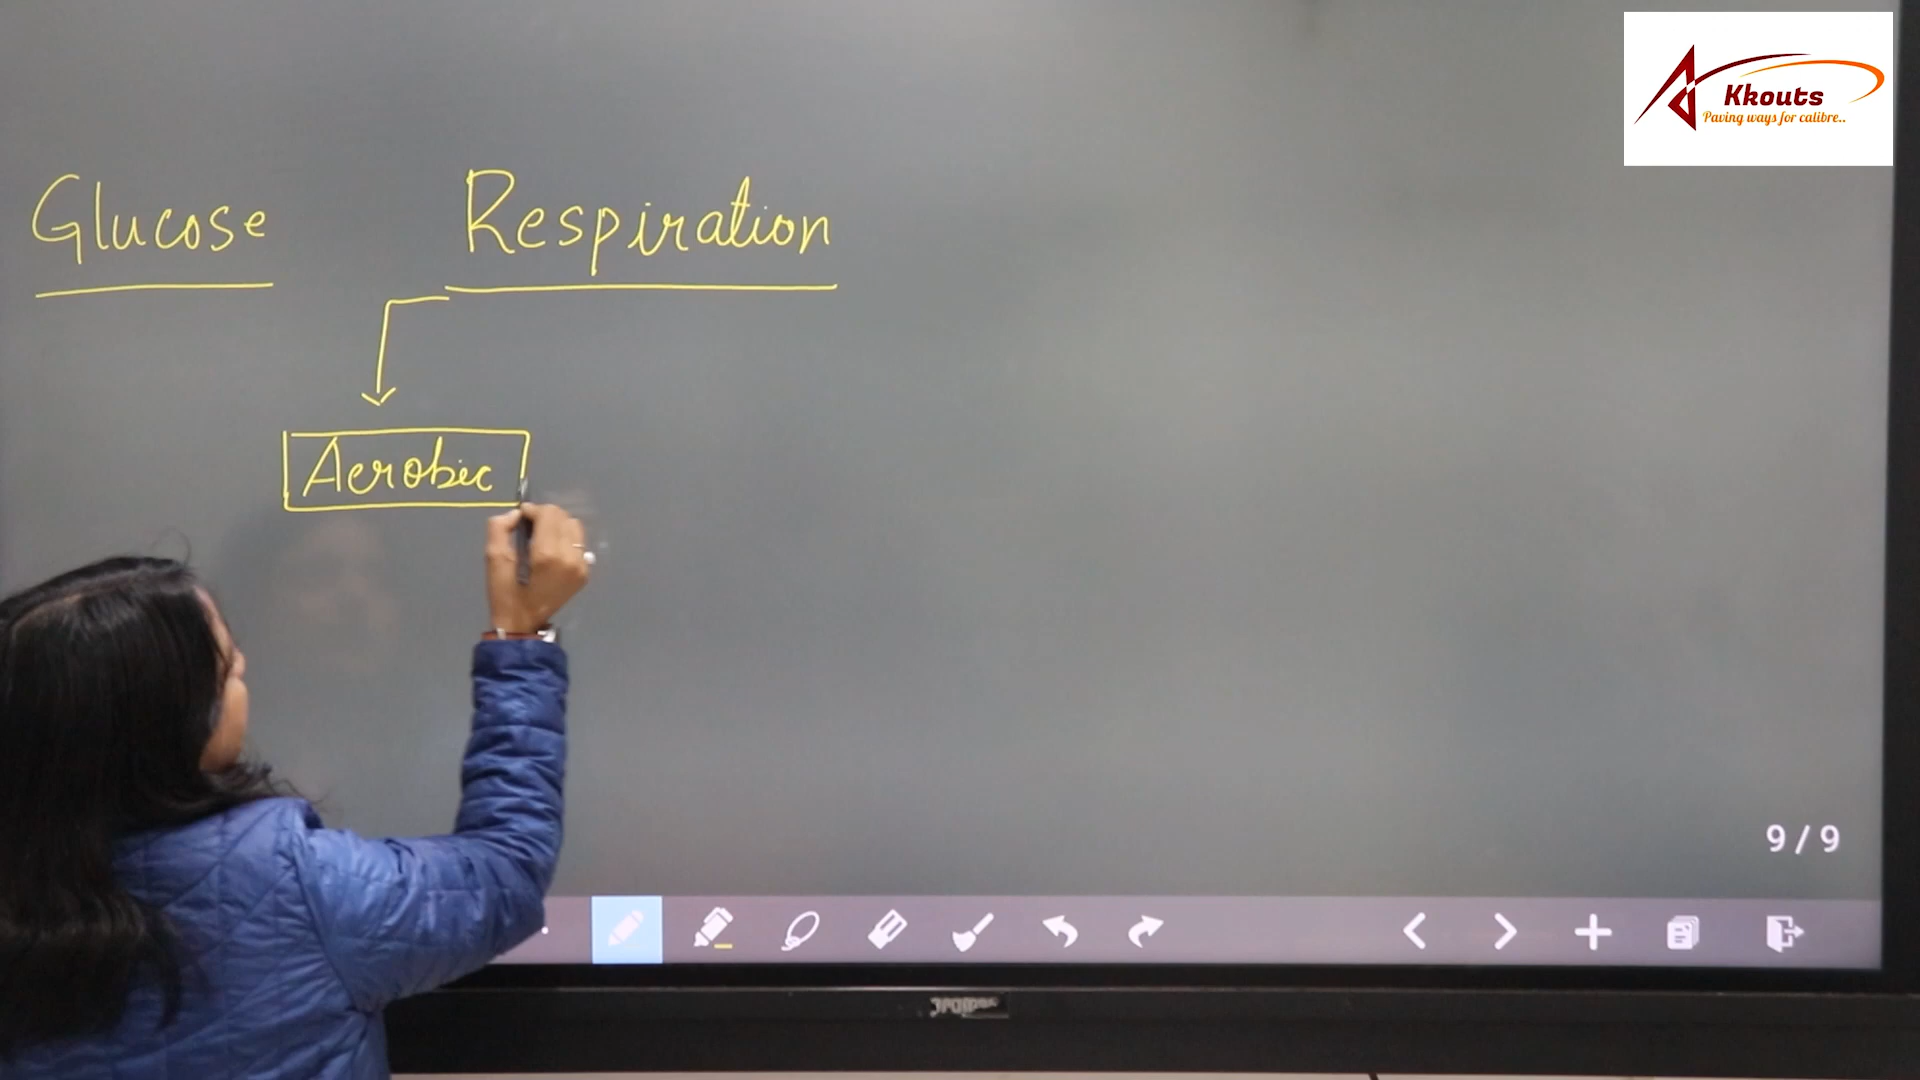 Kkouts
Paving ways for calibre..
Glucose Respiration
Aerobic
9/9